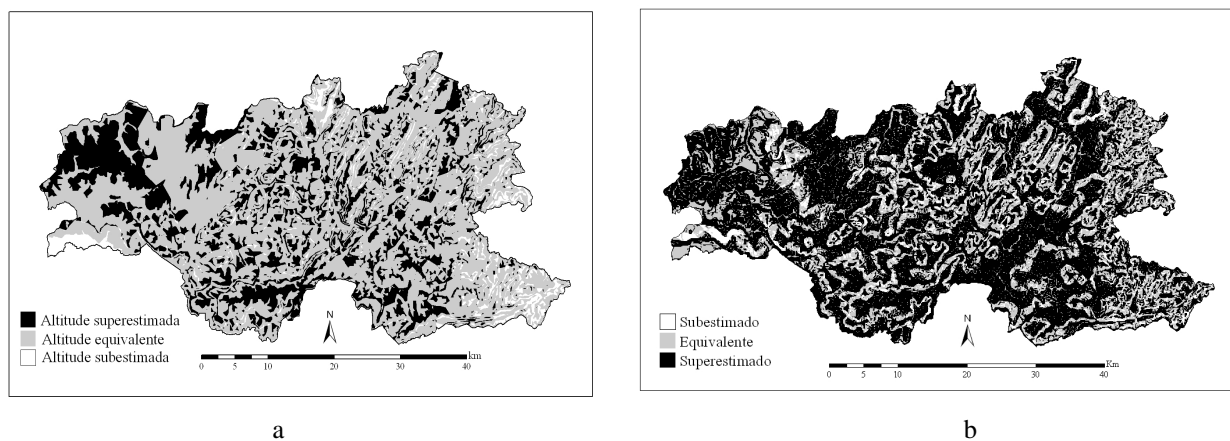 Altitude superestimada
Altitude equivalente
Altitude subestimada
N
km
0 5 10 20 30 40
a
Subestimado
Equivalente
Superestimado
N
Km
0 5 10 20 30 40
b